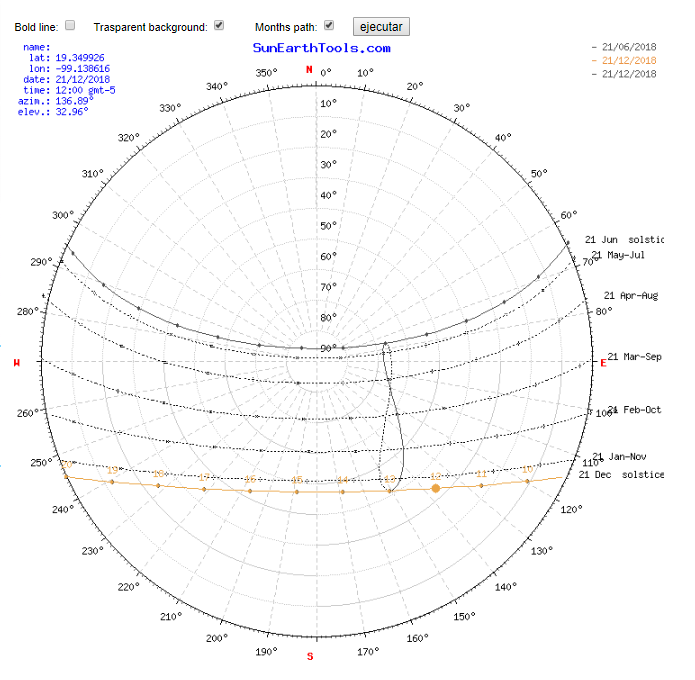 Bold line: Trasparent background: Months path: ejecutar
name:
lat: 19.349926
lon: -99.138616
date: 21/12/2018
time: 12:00 gmt-5
azim.: 136.89°
elev.: 32.96°
SunEarthTools.com
21/06/2018
21/12/2018
21/12/2018
N
0°
10°
20°
30°
40°
50°
60°
70°
80°
E
100°
110°
120°
130°
140°
150°
160°
170°
S
190°
200°
210°
220°
230°
240°
250°
260°
W
280°
290°
300°
310°
320°
330°
340°
350°
10°
20°
30°
40°
50°
60°
70°
80°
90°
21 Jun solstic
21 May-Jul
21 Apr-Aug
21 Mar-Sep
21 Feb-Oct
21 Jan-Nov
21 Dec solstice
20
19
18
17
16
15
14
13
12
11
10